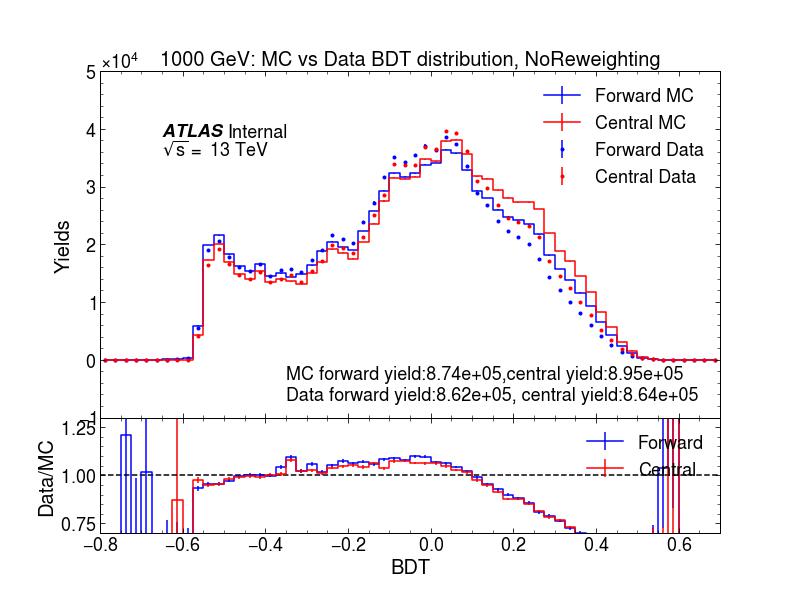 ×10⁴
1000 GeV: MC vs Data BDT distribution, NoReweighting
5
4
3
2
1
0
−1
Yields
ATLAS Internal
√s = 13 TeV
Forward MC
Central MC
Forward Data
Central Data
MC forward yield:8.74e+05,central yield:8.95e+05
Data forward yield:8.62e+05, central yield:8.64e+05
1.25
1.00
0.75
Data/MC
Forward
Central
−0.8 −0.6 −0.4 −0.2 0.0 0.2 0.4 0.6
BDT